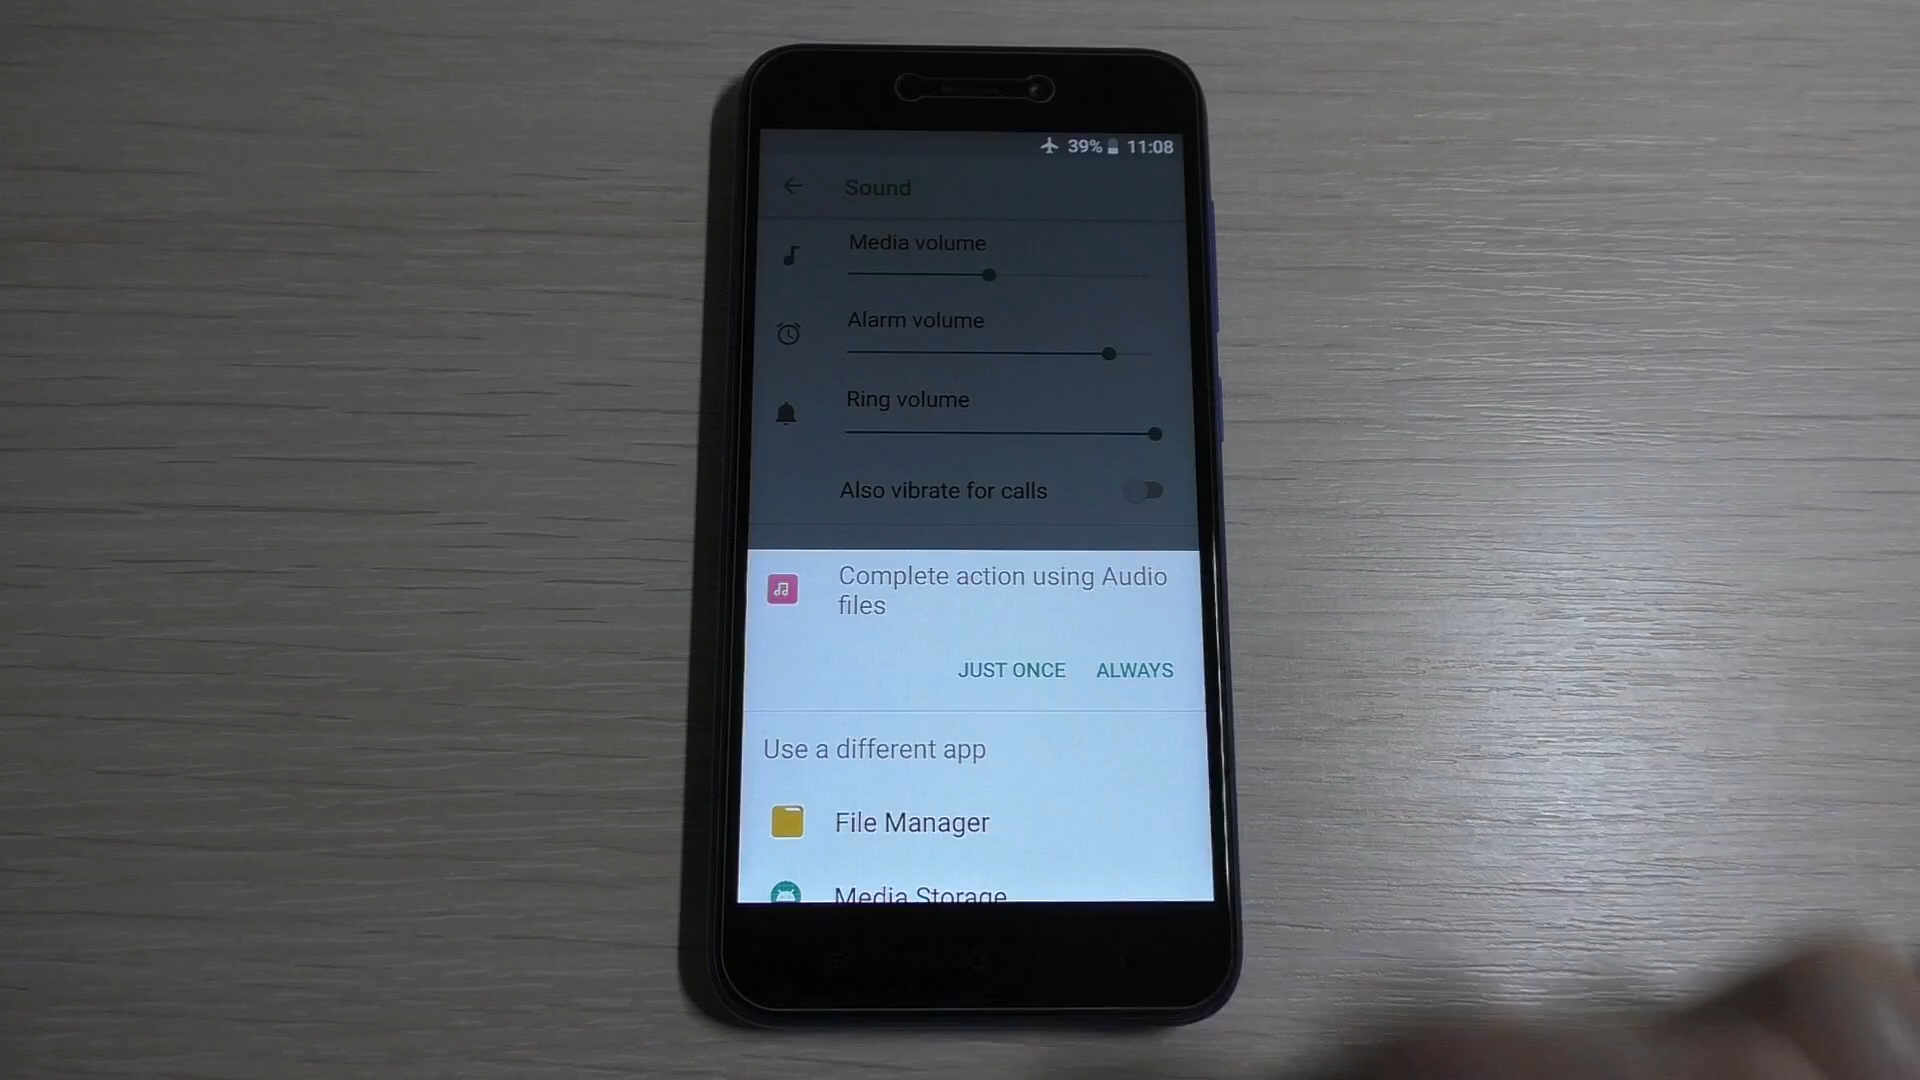 39% 11:08
Sound
Media volume
Alarm volume
Ring volume
Also vibrate for calls
Complete action using Audio
files
JUST ONCE ALWAYS
Use a different app
File Manager
Media Storage